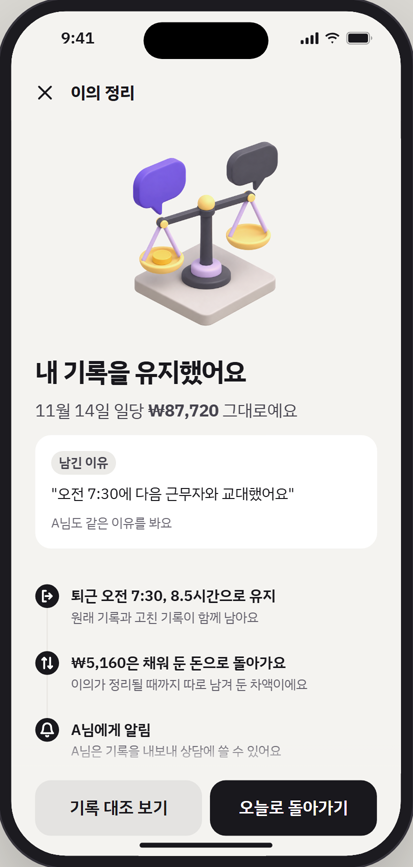 9:41
이의 정리
내 기록을 유지했어요
11월 14일 일당 ₩87,720 그대로예요
남긴 이유
"오전 7:30에 다음 근무자와 교대했어요"
A님도 같은 이유를 봐요
퇴근 오전 7:30, 8.5시간으로 유지
원래 기록과 고친 기록이 함께 남아요
₩5,160은 채워 둔 돈으로 돌아가요
이의가 정리될 때까지 따로 남겨 둔 차액이에요
A님에게 알림
A님은 기록을 내보내 상담에 쓸 수 있어요
기록 대조 보기
오늘로 돌아가기